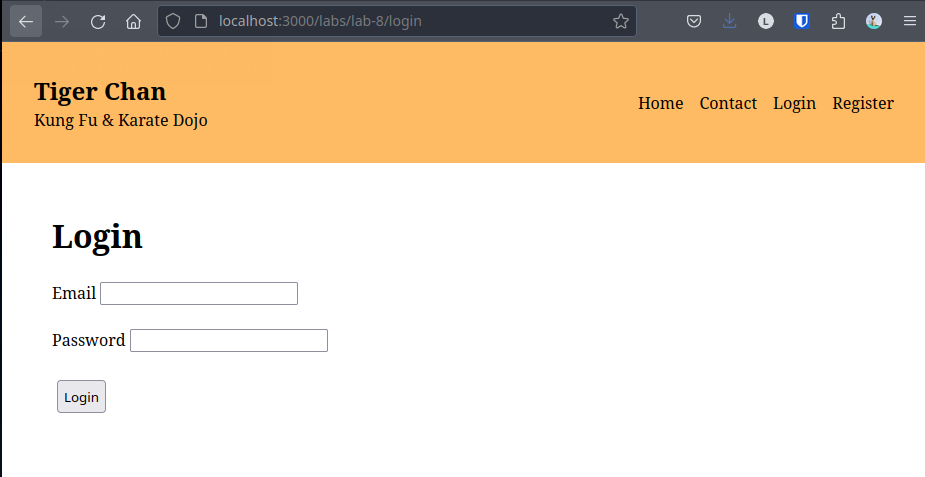 localhost:3000/labs/lab-8/login
L
Tiger Chan
Kung Fu & Karate Dojo
Home Contact Login Register
Login
Email
Password
Login